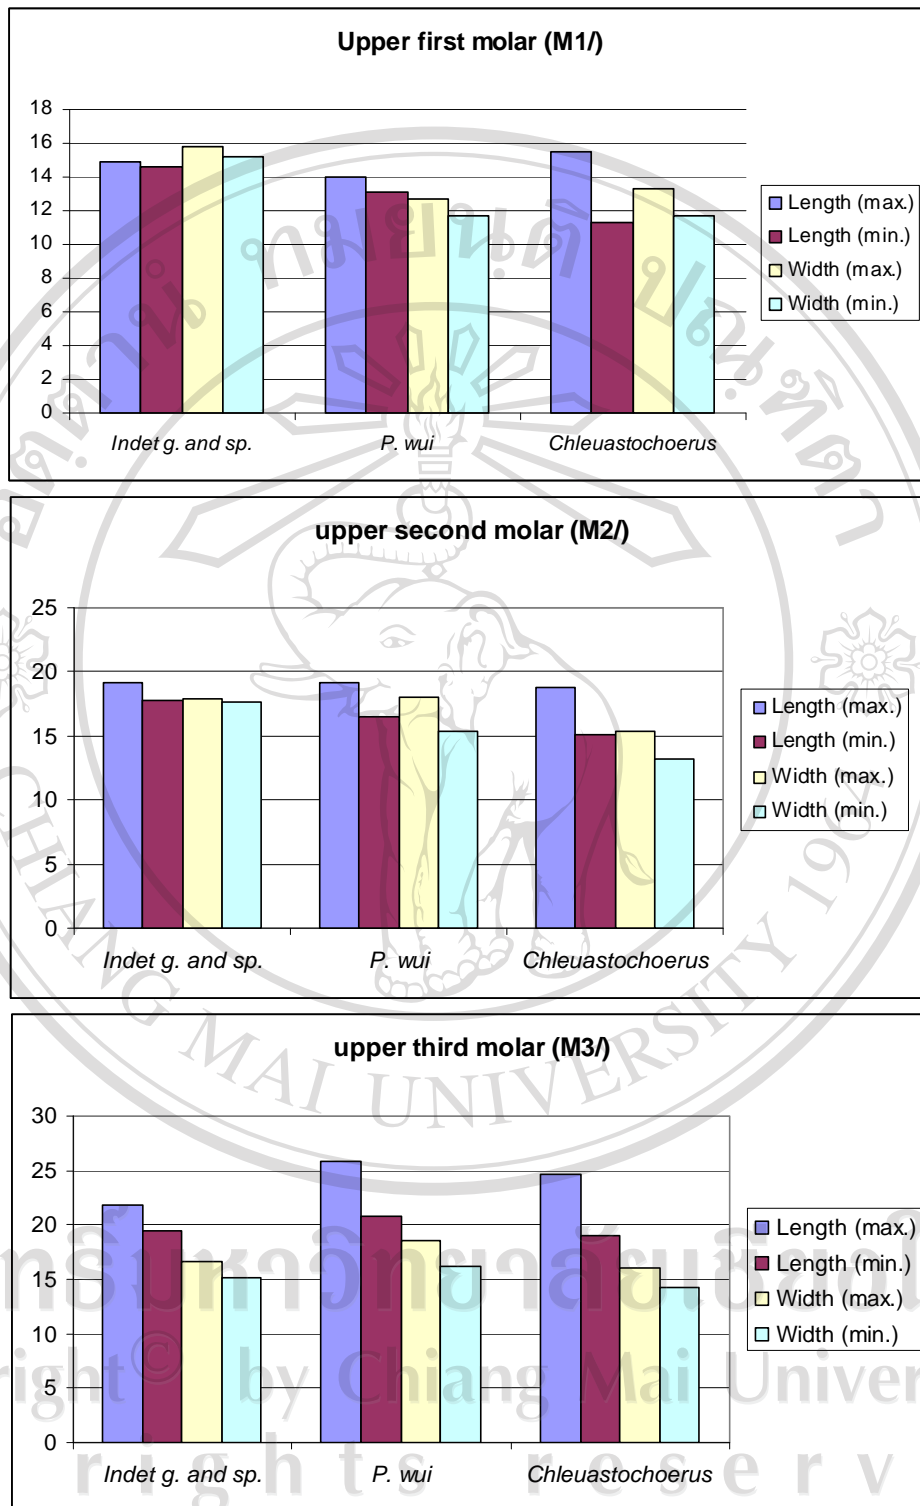 Upper first molar (M1/)
18
16
14
12
10
8
6
4
2
0
Indet g. and sp.
P. wui
Chleuastochoerus
Length (max.)
Length (min.)
Width (max.)
Width (min.)
upper second molar (M2/)
25
20
15
10
5
0
Indet g. and sp.
P. wui
Chleuastochoerus
Length (max.)
Length (min.)
Width (max.)
Width (min.)
upper third molar (M3/)
30
25
20
15
10
5
0
Indet g. and sp.
P. wui
Chleuastochoerus
Length (max.)
Length (min.)
Width (max.)
Width (min.)
CHIANG MAI UNIVERSITY 1964
right © by Chiang Mai Univer
rights reserv